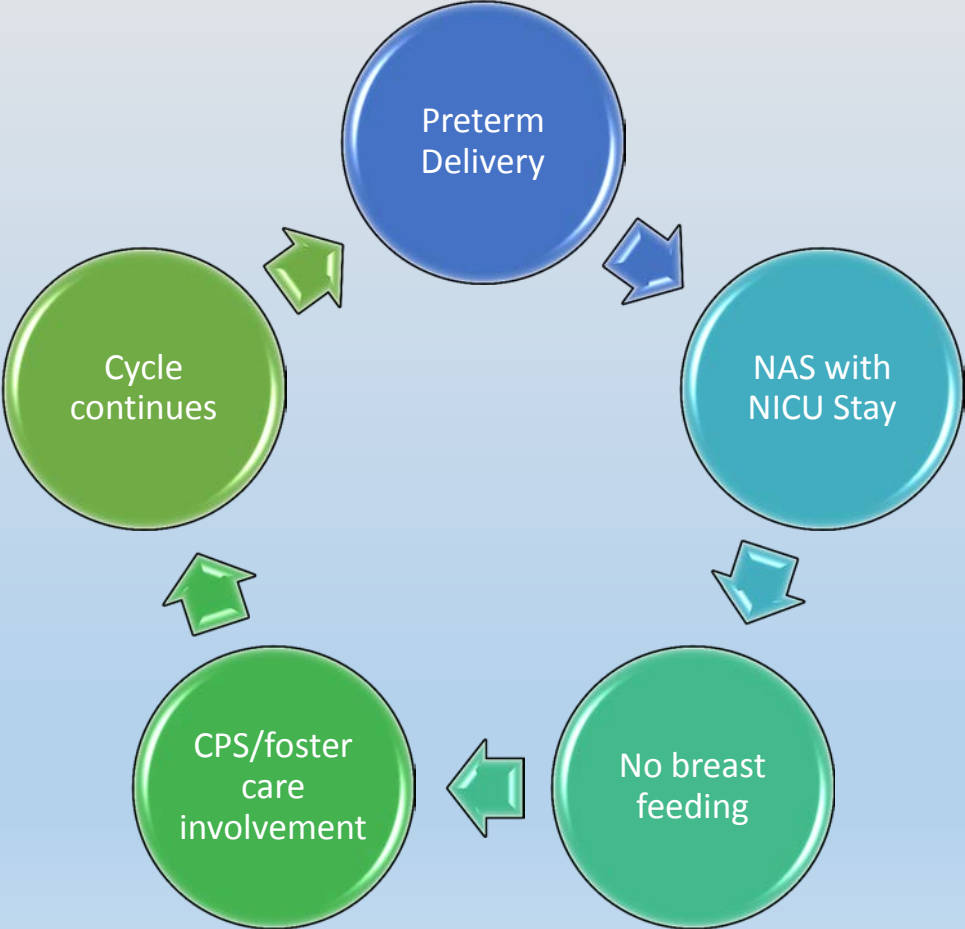 Preterm
Delivery
NAS with
NICU Stay
No breast
feeding
CPS/foster
care
involvement
Cycle
continues